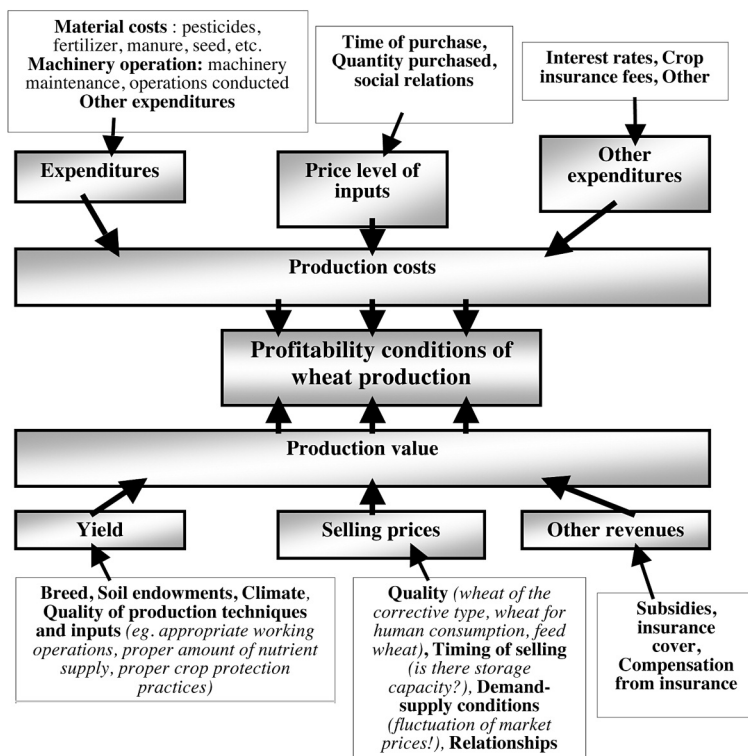 Material costs : pesticides,
fertilizer, manure, seed, etc.
Machinery operation: machinery
maintenance, operations conducted
Other expenditures
Time of purchase,
Quantity purchased,
social relations
Interest rates, Crop
insurance fees, Other
Expenditures
Price level of
inputs
Other
expenditures
Production costs
Profitability conditions of
wheat production
Production value
Yield
Selling prices
Other revenues
Breed, Soil endowments, Climate,
Quality of production techniques
and inputs (eg. appropriate working
operations, proper amount of nutrient
supply, proper crop protection
practices)
Quality (wheat of the
corrective type, wheat for
human consumption, feed
wheat), Timing of selling
(is there storage
capacity?), Demand-
supply conditions
(fluctuation of market
prices!), Relationships
Subsidies,
insurance
cover,
Compensation
from insurance